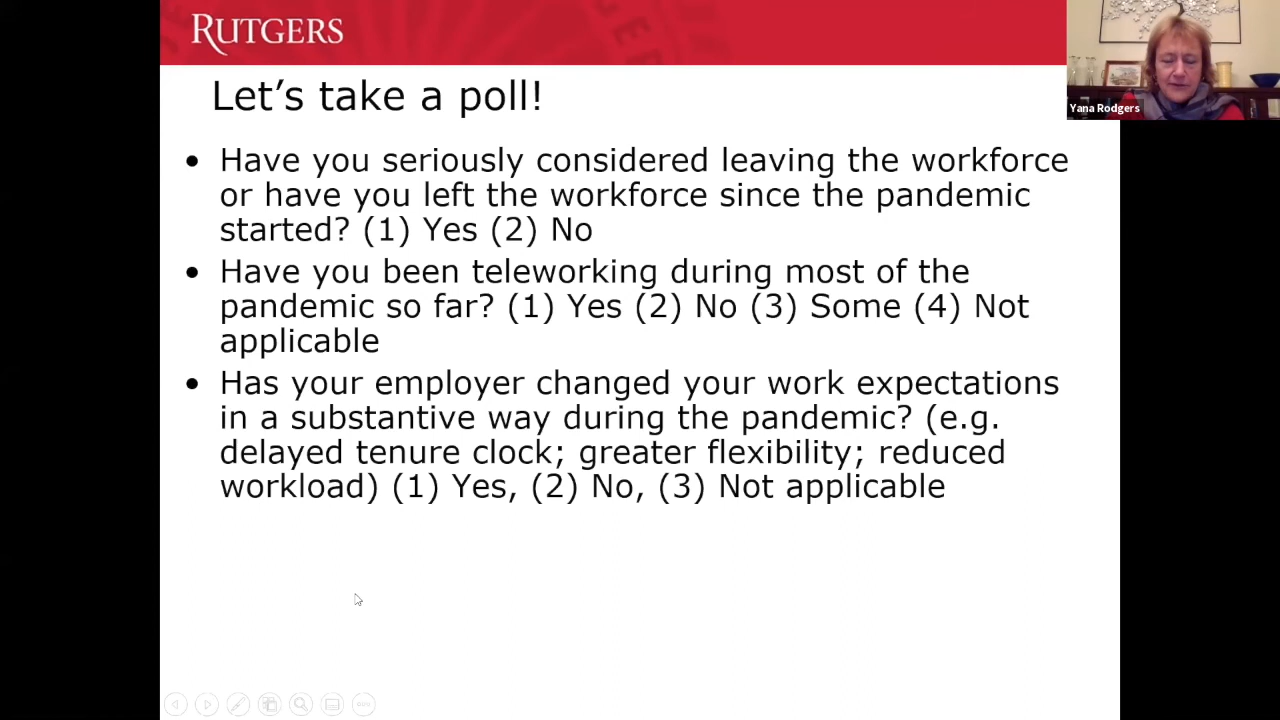 RUTGERS
Yana Rodgers
Let's take a poll!
• Have you seriously considered leaving the workforce
or have you left the workforce since the pandemic
started? (1) Yes (2) No
• Have you been teleworking during most of the
pandemic so far? (1) Yes (2) No (3) Some (4) Not
applicable
• Has your employer changed your work expectations
in a substantive way during the pandemic? (e.g.
delayed tenure clock; greater flexibility; reduced
workload) (1) Yes, (2) No, (3) Not applicable